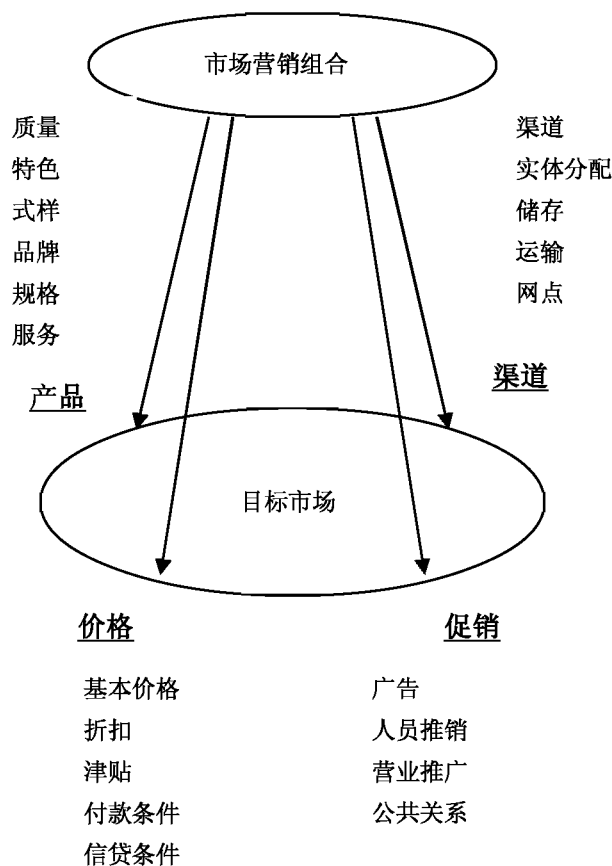 市场营销组合
质量
特色
式样
品牌
规格
服务
产品
渠道
实体分配
储存
运输
网点
渠道
目标市场
价格
基本价格
折扣
津贴
付款条件
信贷条件
促销
广告
人员推销
营业推广
公共关系